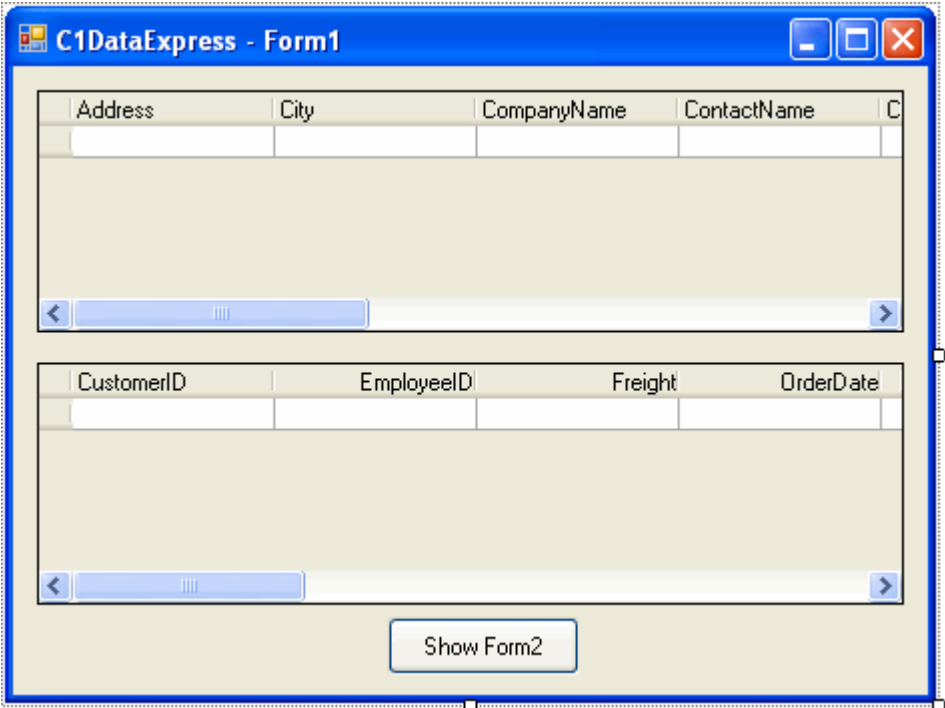 C1DataExpress - Form1
Address City CompanyName ContactName C
CustomerID EmployeeID Freight OrderDate
Show Form2